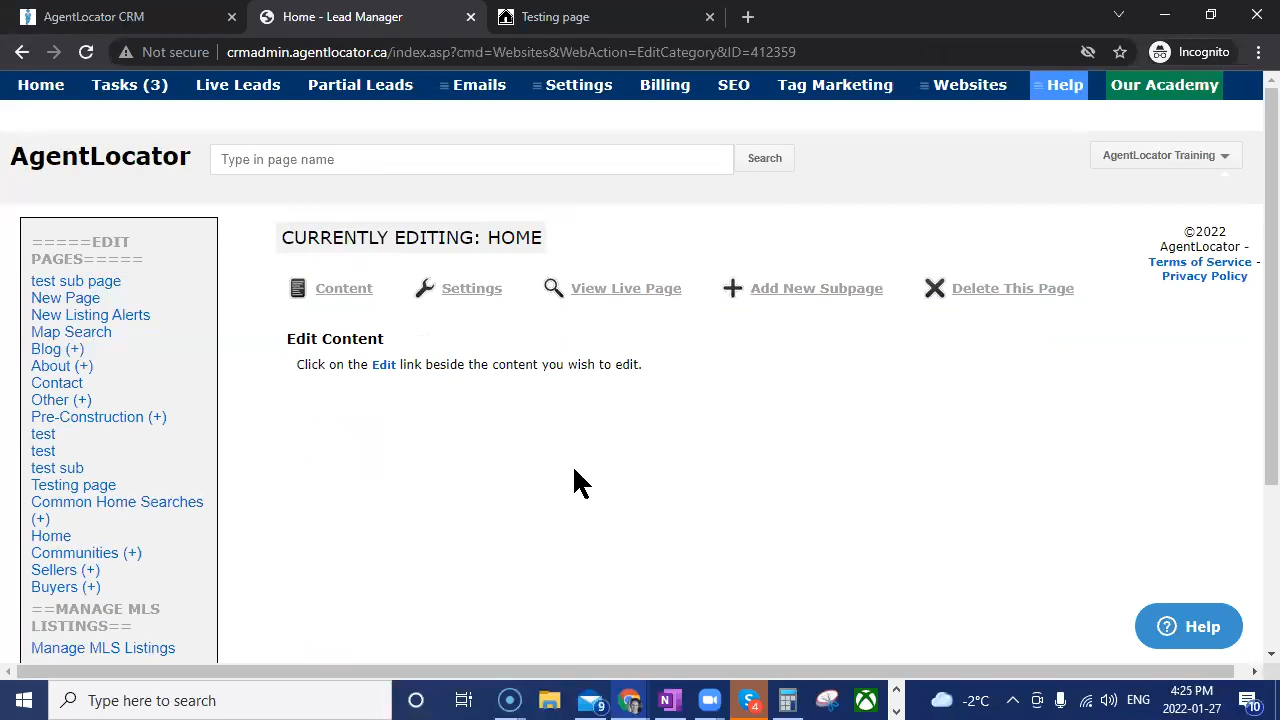 AgentLocator CRM
Home - Lead Manager
Testing page
Not secure crmadmin.agentlocator.ca/index.asp?cmd=Websites&WebAction=EditCategory&ID=412359
Incognito
Home Tasks (3) Live Leads Partial Leads Emails Settings Billing SEO Tag Marketing Websites Help Our Academy
AgentLocator
Type in page name
Search
AgentLocator Training
=====EDIT
PAGES=====
test sub page
New Page
New Listing Alerts
Map Search
Blog (+)
About (+)
Contact
Other (+)
Pre-Construction (+)
test
test
test sub
Testing page
Common Home Searches
(+)
Home
Communities (+)
Sellers (+)
Buyers (+)
==MANAGE MLS
LISTINGS==
Manage MLS Listings
CURRENTLY EDITING: HOME
Content Settings View Live Page Add New Subpage Delete This Page
Edit Content
Click on the Edit link beside the content you wish to edit.
©2022
AgentLocator -
Terms of Service -
Privacy Policy
Help
Type here to search
9
4
-2°C
ENG
4:25 PM
2022-01-27
10